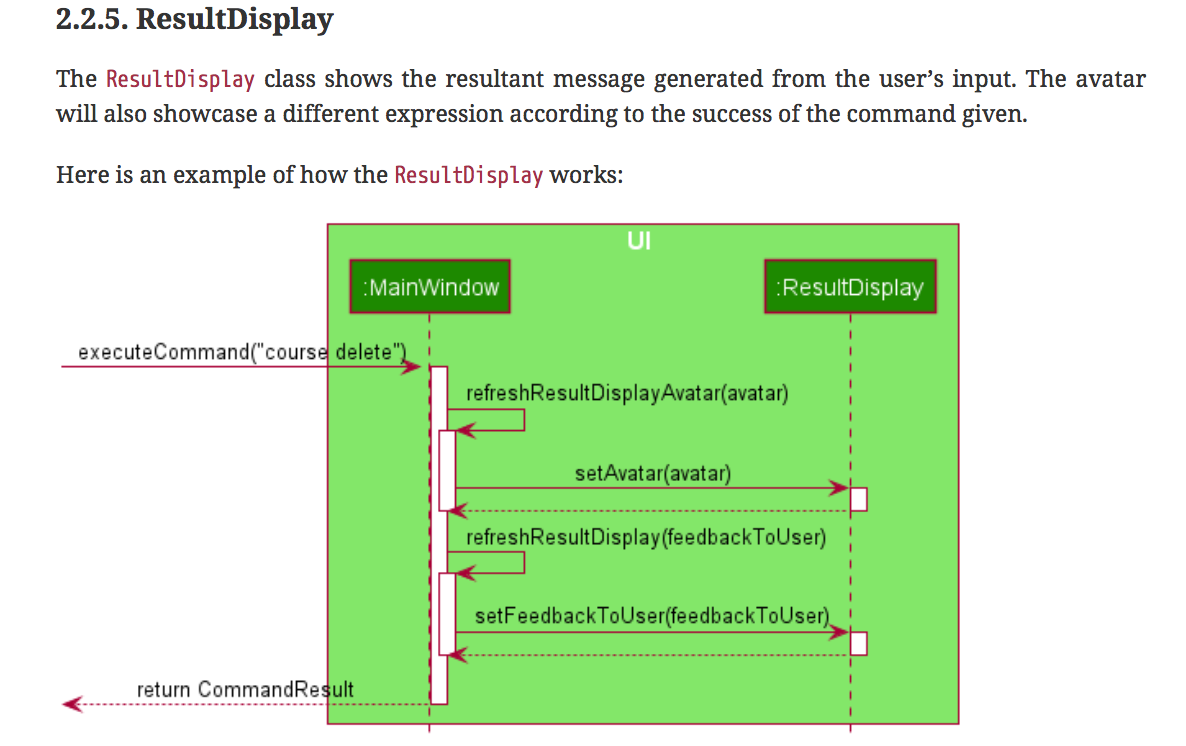 2.2.5. ResultDisplay
The ResultDisplay class shows the resultant message generated from the user’s input. The avatar
will also showcase a different expression according to the success of the command given.
Here is an example of how the ResultDisplay works:
UI
:MainWindow
:ResultDisplay
executeCommand("course delete")
refreshResultDisplayAvatar(avatar)
setAvatar(avatar)
refreshResultDisplay(feedbackToUser)
setFeedbackToUser(feedbackToUser)
return CommandResult